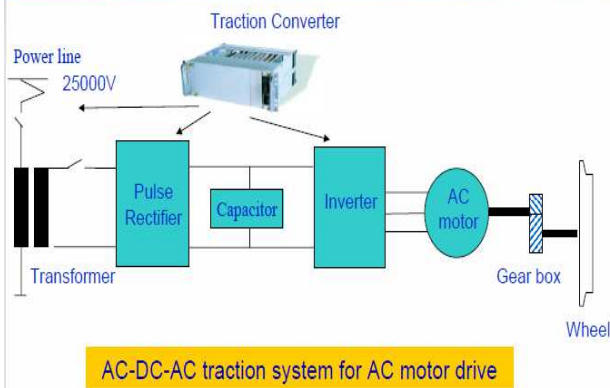 Traction Converter
Power line
25000V
Pulse
Rectifier
Capacitor
Inverter
AC
motor
Transformer
Gear box
Wheel
AC-DC-AC traction system for AC motor drive